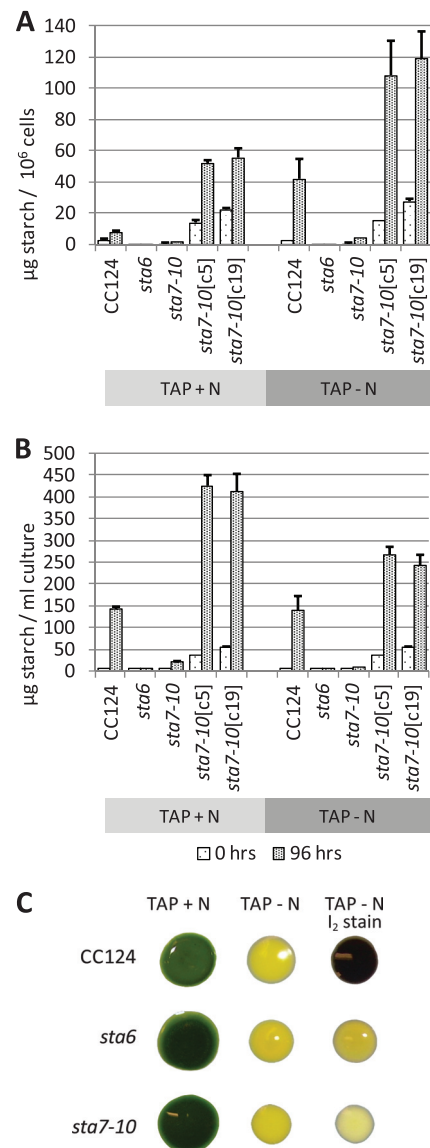 A
140
120
100
80
60
40
20
0
µg starch / 10⁶ cells
CC124
sta6
sta7-10
sta7-10[c5]
sta7-10[c19]
CC124
sta6
sta7-10
sta7-10[c5]
sta7-10[c19]
TAP + N
TAP - N
B
500
450
400
350
300
250
200
150
100
50
0
µg starch / ml culture
CC124
sta6
sta7-10
sta7-10[c5]
sta7-10[c19]
CC124
sta6
sta7-10
sta7-10[c5]
sta7-10[c19]
TAP + N
TAP - N
0 hrs 96 hrs
C
TAP + N TAP - N TAP - N
I₂ stain
CC124
sta6
sta7-10